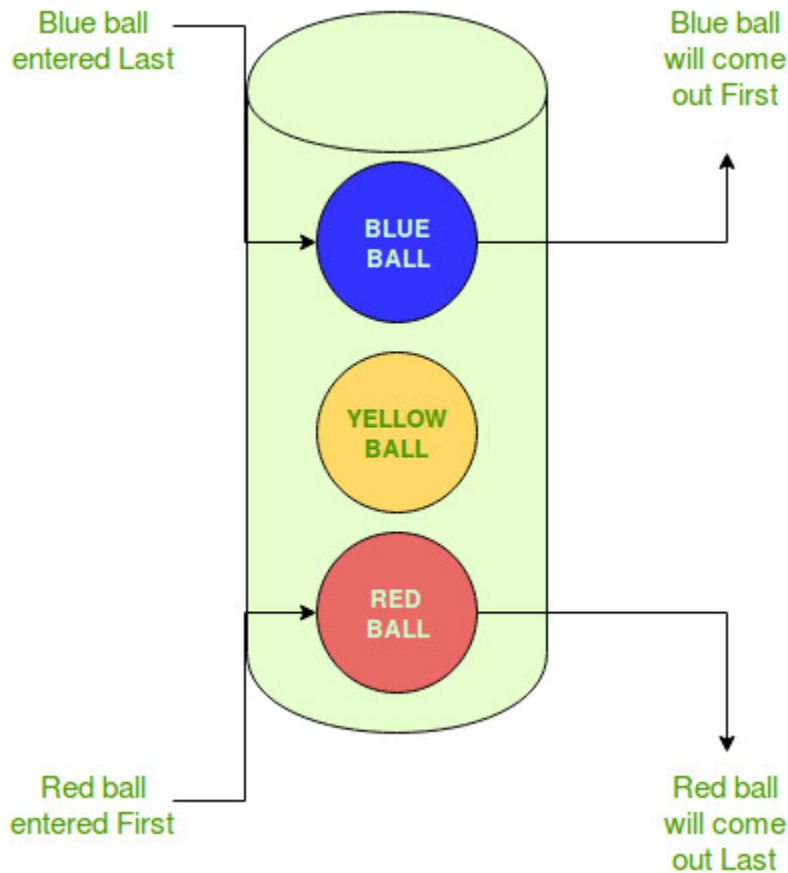 Blue ball
entered Last
Blue ball
will come
out First
BLUE
BALL
YELLOW
BALL
RED
BALL
Red ball
entered First
Red ball
will come
out Last